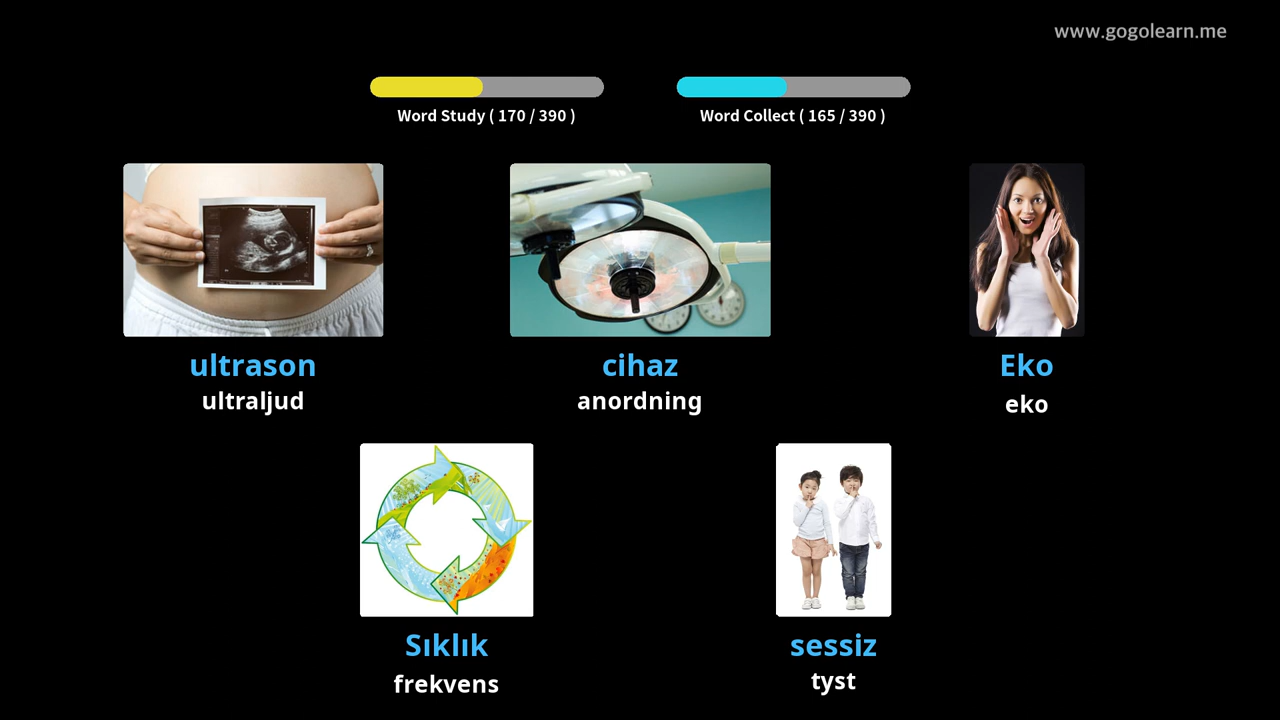 www.gogolearn.me
Word Study ( 170 / 390 )
Word Collect ( 165 / 390 )
ultrason
ultraljud
cihaz
anordning
Eko
eko
Sıklık
frekvens
sessiz
tyst